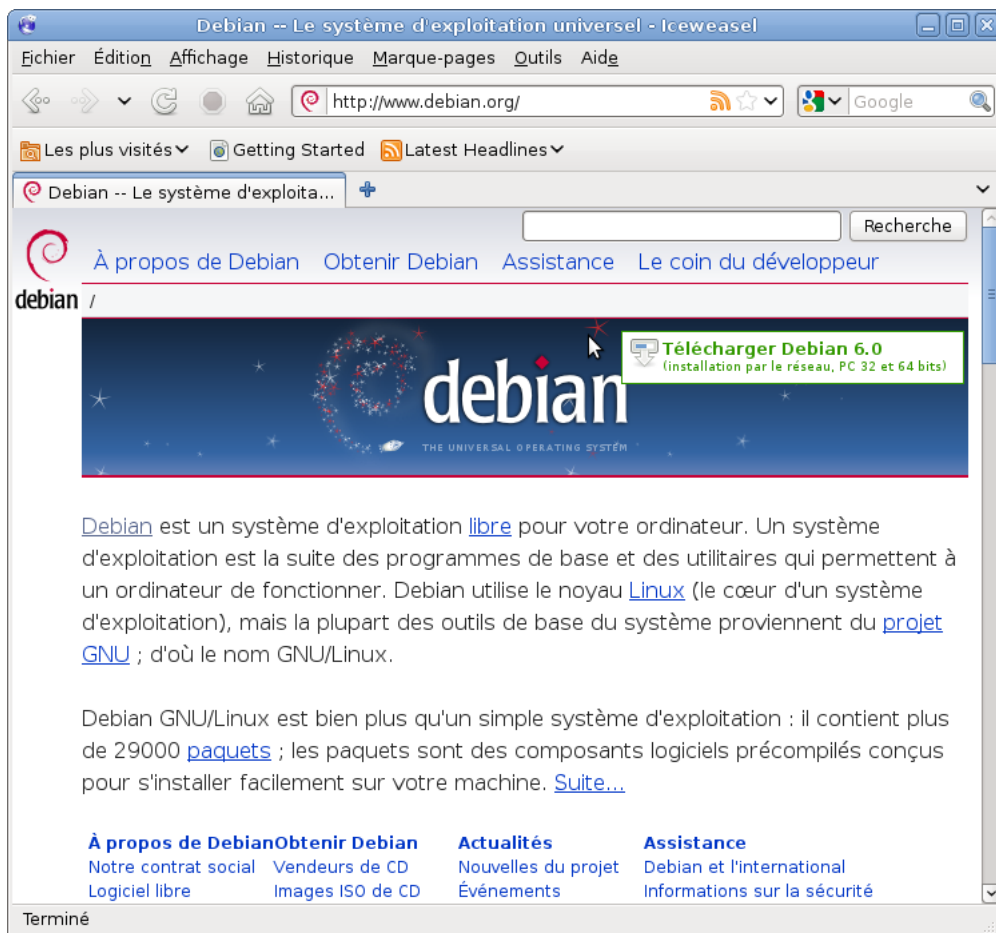 Debian -- Le système d'exploitation universel - Iceweasel
Fichier Édition Affichage Historique Marque-pages Outils Aide
http://www.debian.org/ Google
Les plus visités Getting Started Latest Headlines
Debian -- Le système d'exploita...
Recherche
À propos de Debian Obtenir Debian Assistance Le coin du développeur
debian /
Télécharger Debian 6.0
(installation par le réseau, PC 32 et 64 bits)
debian
THE UNIVERSAL OPERATING SYSTEM
Debian est un système d'exploitation libre pour votre ordinateur. Un système
d'exploitation est la suite des programmes de base et des utilitaires qui permettent à
un ordinateur de fonctionner. Debian utilise le noyau Linux (le cœur d'un système
d'exploitation), mais la plupart des outils de base du système proviennent du projet
GNU ; d'où le nom GNU/Linux.
Debian GNU/Linux est bien plus qu'un simple système d'exploitation : il contient plus
de 29000 paquets ; les paquets sont des composants logiciels précompilés conçus
pour s'installer facilement sur votre machine. Suite...
À propos de Debian Obtenir Debian Actualités Assistance
Notre contrat social Vendeurs de CD Nouvelles du projet Debian et l'international
Logiciel libre Images ISO de CD Événements Informations sur la sécurité
Terminé